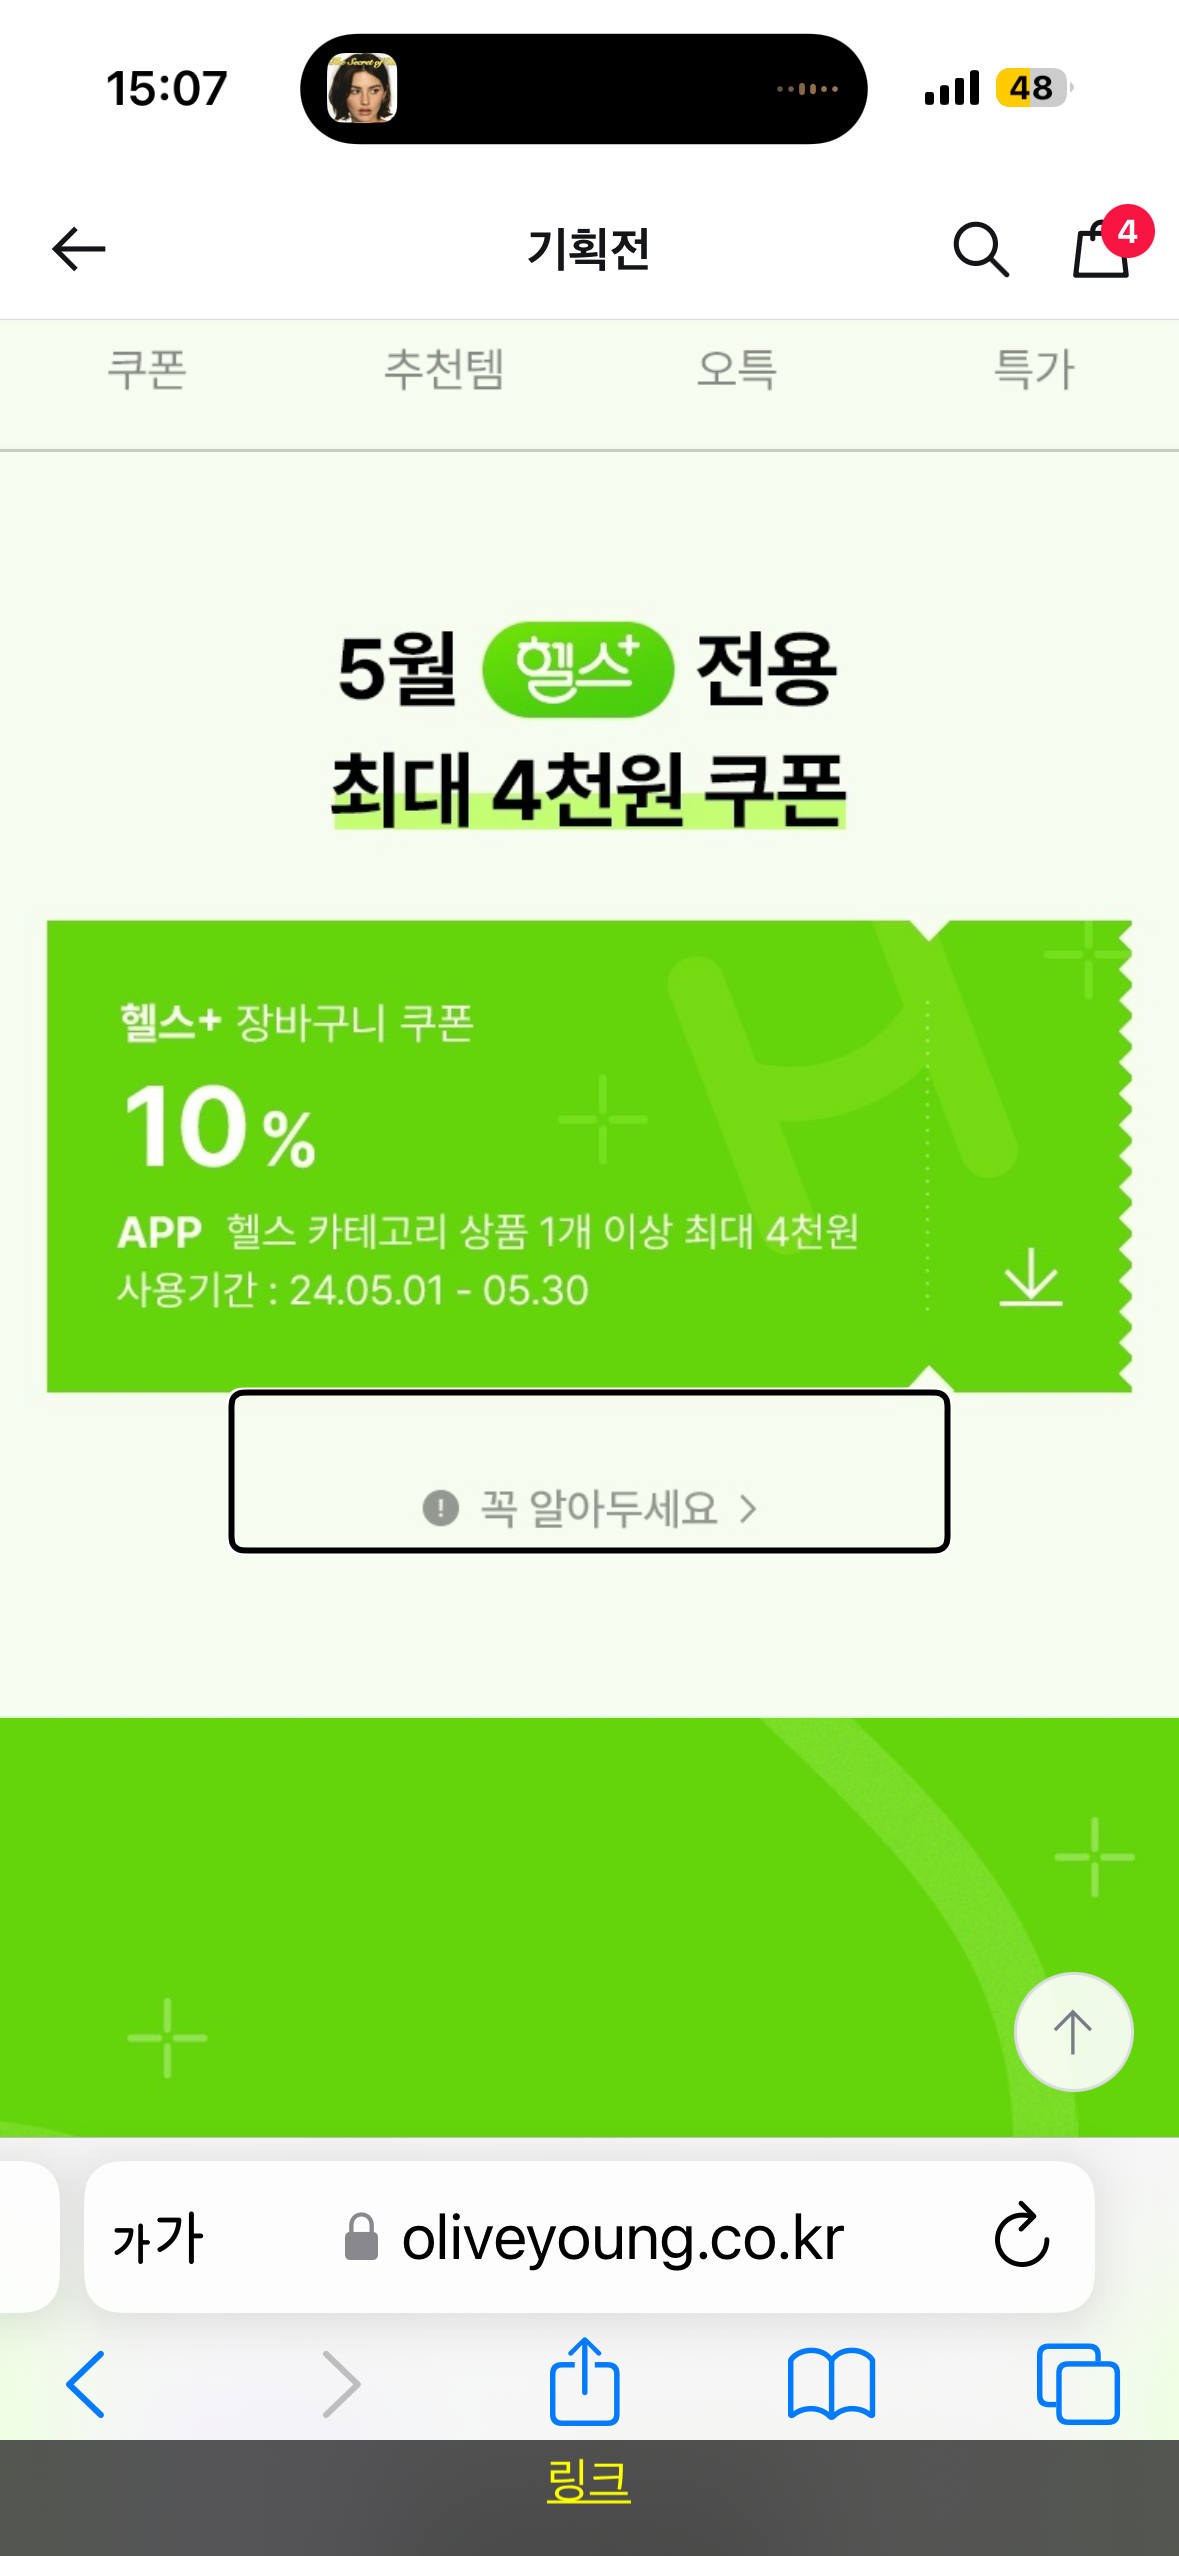 15:07
The Secret of
48
기획전
4
쿠폰 추천템 오특 특가
5월 헬스+ 전용
최대 4천원 쿠폰
헬스+ 장바구니 쿠폰
10%
APP 헬스 카테고리 상품 1개 이상 최대 4천원
사용기간 : 24.05.01 - 05.30
꼭 알아두세요 >
가가 oliveyoung.co.kr
링크